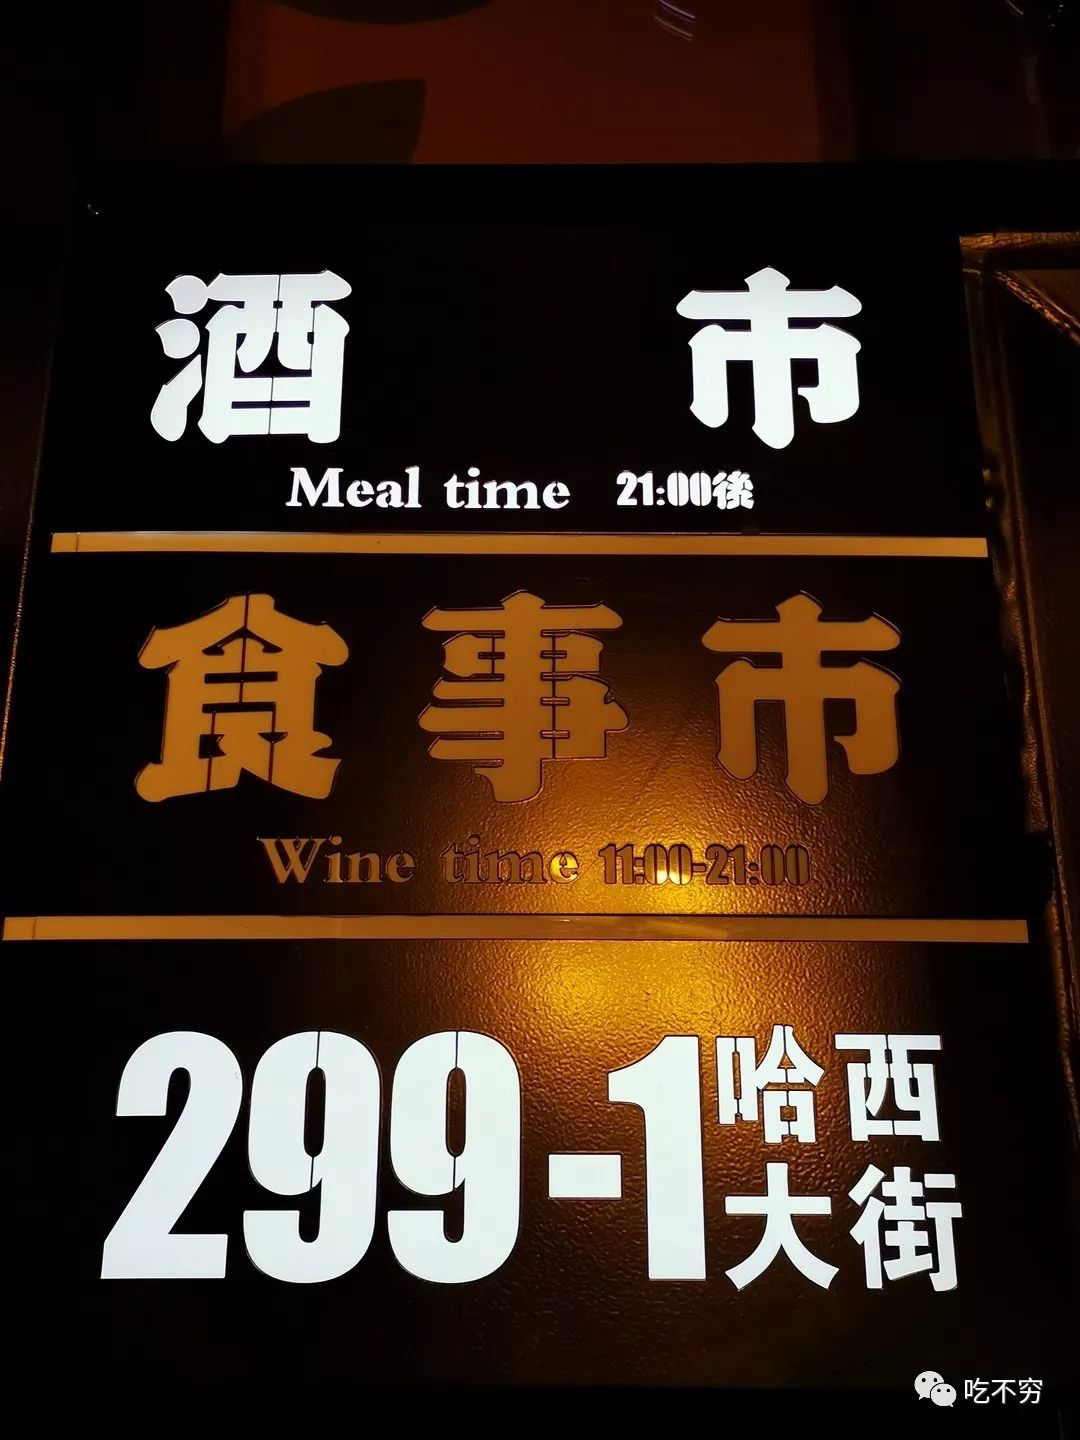 酒市
Meal time 21:00後
食事市
Wine time 11:00-21:00
299-1 哈西
大街
吃不穷